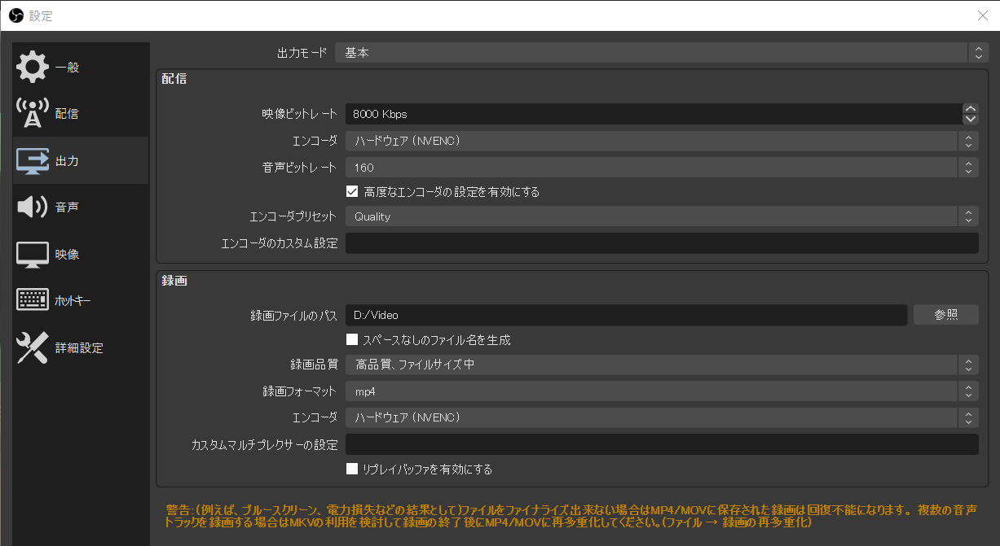 設定
一般
配信
出力
音声
映像
ホットキー
詳細設定
出力モード 基本
配信
映像ビットレート 8000 Kbps
エンコーダ ハードウェア (NVENC)
音声ビットレート 160
高度なエンコーダの設定を有効にする
エンコーダプリセット Quality
エンコーダのカスタム設定
録画
録画ファイルのパス D:/Video 参照
スペースなしのファイル名を生成
録画品質 高品質、ファイルサイズ中
録画フォーマット mp4
エンコーダ ハードウェア (NVENC)
カスタムマルチプレクサーの設定
リプレイバッファを有効にする
警告: (例えば、ブルースクリーン、電力損失などの結果として)ファイルをファイナライズ出来ない場合はMP4/MOVに保存された録画は回復不能になります。複数の音声
トラックを録画する場合はMKVの利用を検討して録画の終了後にMP4/MOVに再多重化してください。(ファイル → 録画の再多重化)